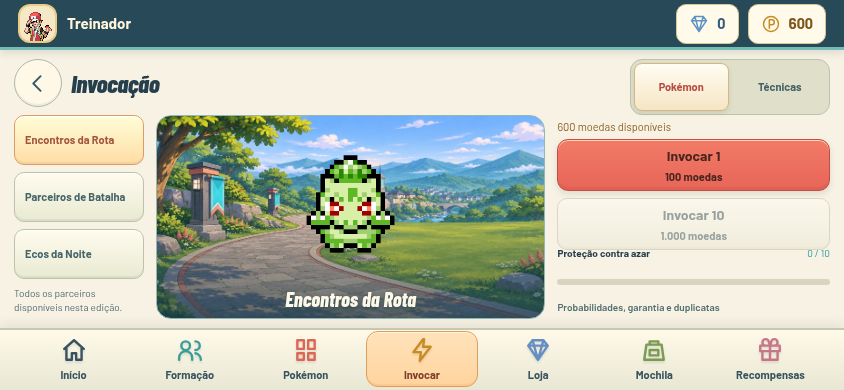 Treinador
0
600
Invocação
Pokémon
Técnicas
Encontros da Rota
Parceiros de Batalha
Ecos da Noite
Todos os parceiros
disponíveis nesta edição.
Encontros da Rota
600 moedas disponíveis
Invocar 1
100 moedas
Invocar 10
1.000 moedas
Proteção contra azar
0 / 10
Probabilidades, garantia e duplicatas
Início
Formação
Pokémon
Invocar
Loja
Mochila
Recompensas